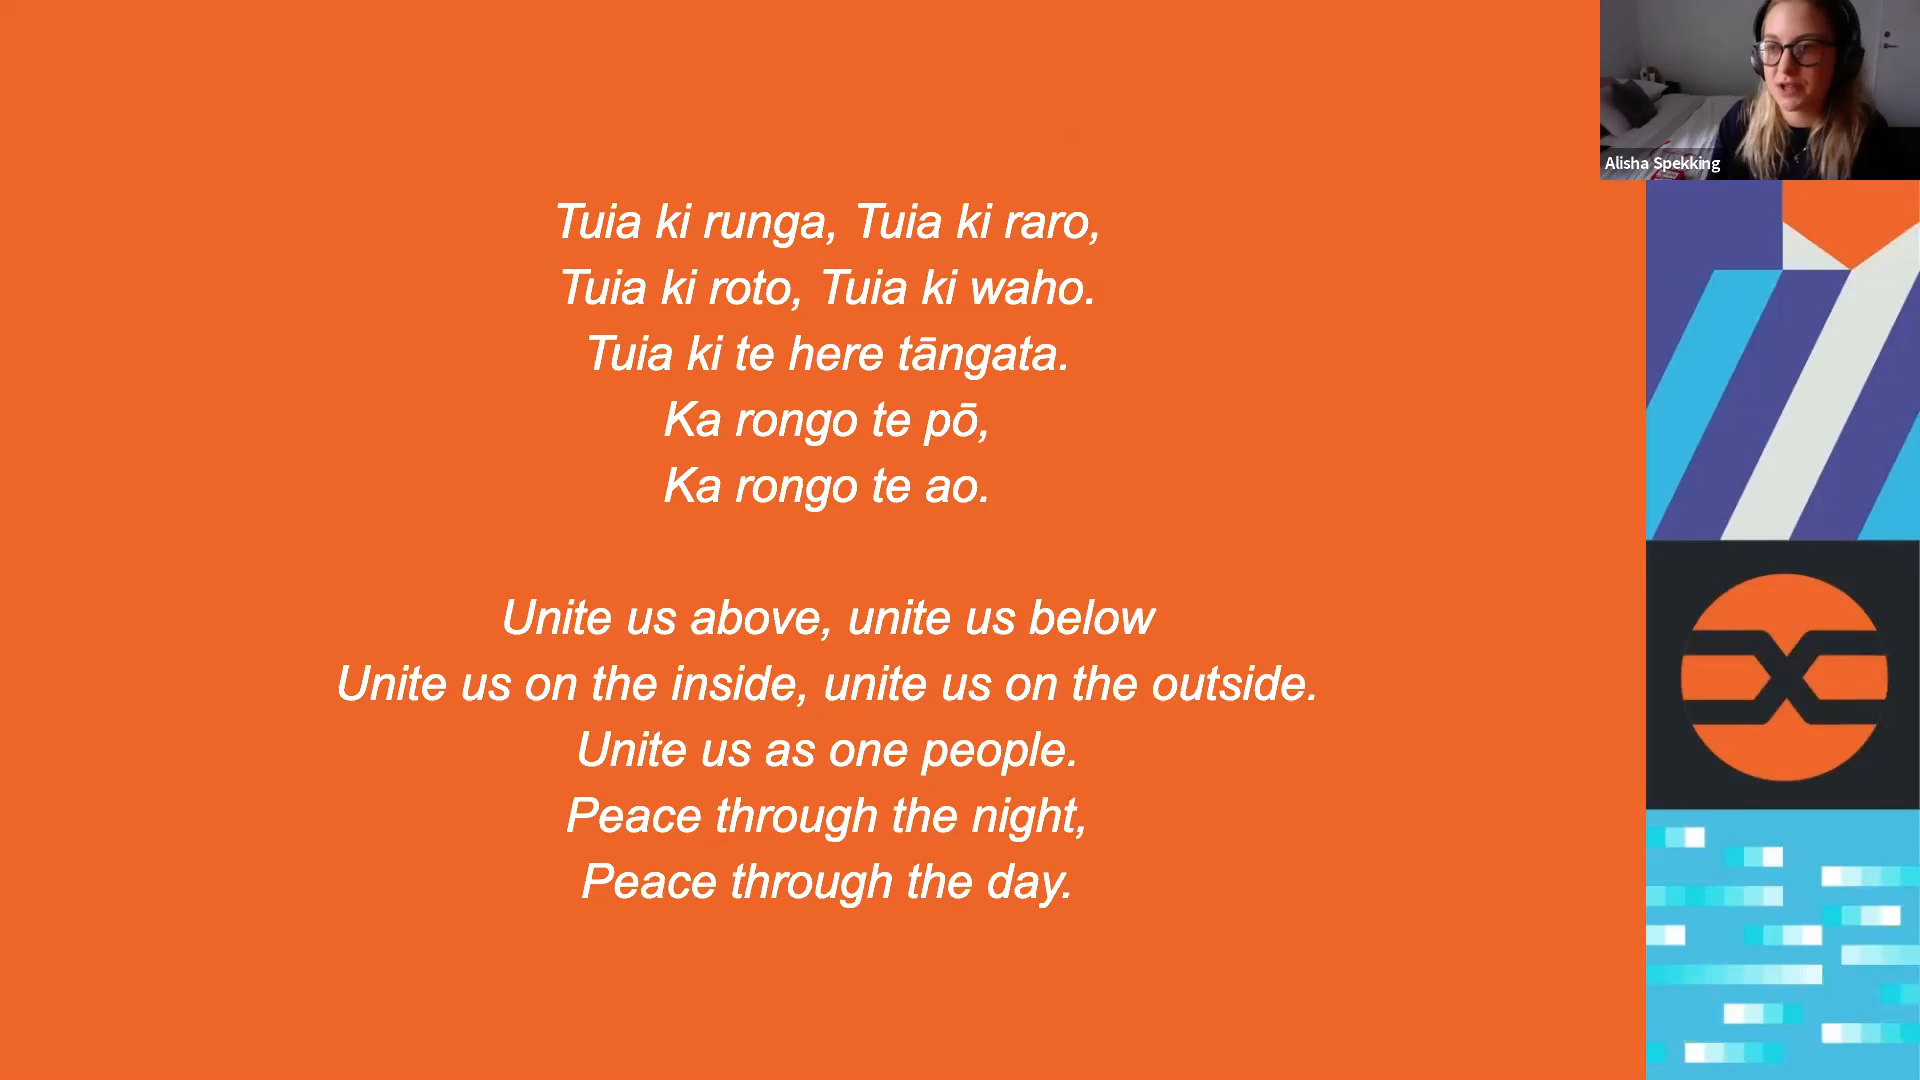 Tuia ki runga, Tuia ki raro,
Tuia ki roto, Tuia ki waho.
Tuia ki te here tāngata.
Ka rongo te pō,
Ka rongo te ao.
Unite us above, unite us below
Unite us on the inside, unite us on the outside.
Unite us as one people.
Peace through the night,
Peace through the day.
Alisha Spekking